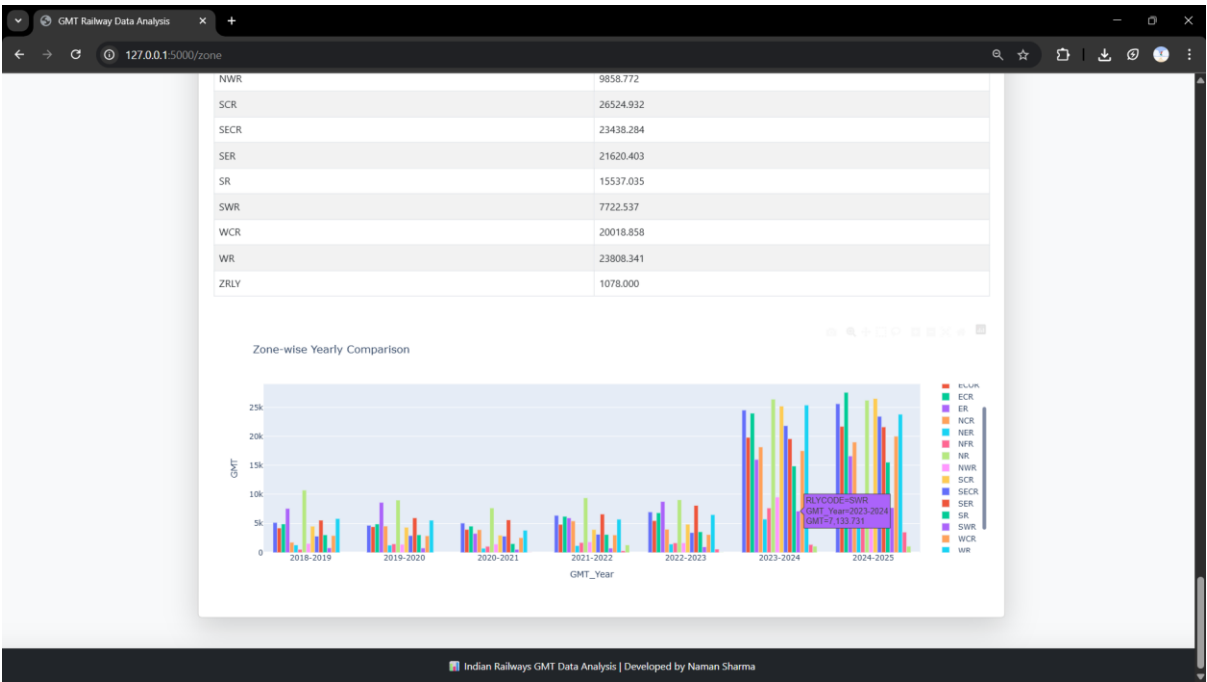 GMT Railway Data Analysis
127.0.0.1:5000/zone
NWR 9858.772
SCR 26524.932
SECR 23438.284
SER 21620.403
SR 15537.035
SWR 7722.537
WCR 20018.858
WR 23808.341
ZRLY 1078.000
Zone-wise Yearly Comparison
25k
20k
15k
10k
5k
0
GMT
2018-2019 2019-2020 2020-2021 2021-2022 2022-2023 2023-2024 2024-2025
GMT_Year
RLYCODE=SWR
GMT_Year=2023-2024
GMT=7,133.731
ECOR
ECR
ER
NCR
NER
NFR
NR
NWR
SCR
SECR
SER
SR
SWR
WCR
WR
Indian Railways GMT Data Analysis | Developed by Naman Sharma